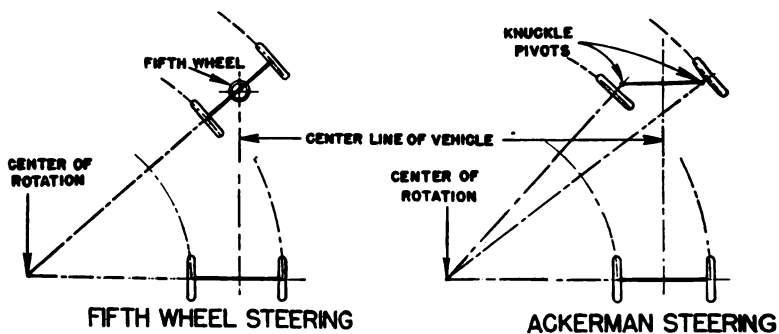 FIFTH WHEEL
CENTER OF
ROTATION
CENTER LINE OF VEHICLE
FIFTH WHEEL STEERING
KNUCKLE
PIVOTS
CENTER OF
ROTATION
ACKERMAN STEERING